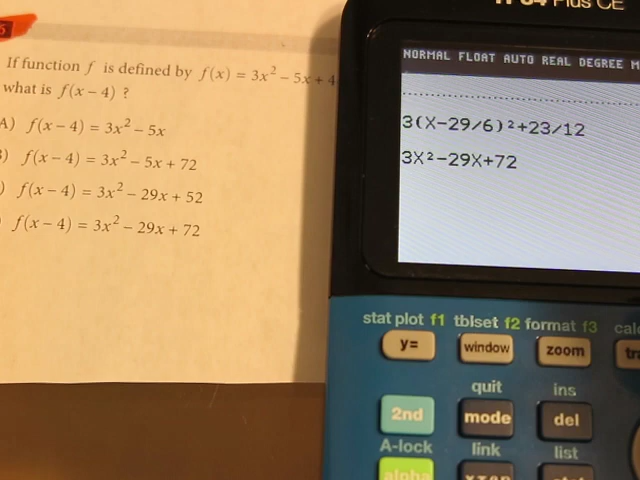 If function f is defined by f(x) = 3x² − 5x + 4
what is f(x − 4) ?
A) f(x − 4) = 3x² − 5x
) f(x − 4) = 3x² − 5x + 72
) f(x − 4) = 3x² − 29x + 52
f(x − 4) = 3x² − 29x + 72
Plus CE
NORMAL FLOAT AUTO REAL DEGREE M
3(X-29/6)²+23/12
3X²-29X+72
stat plot f1 tblset f2 format f3 calc
y= window zoom
quit ins
2nd mode del
A-lock link list
alpha